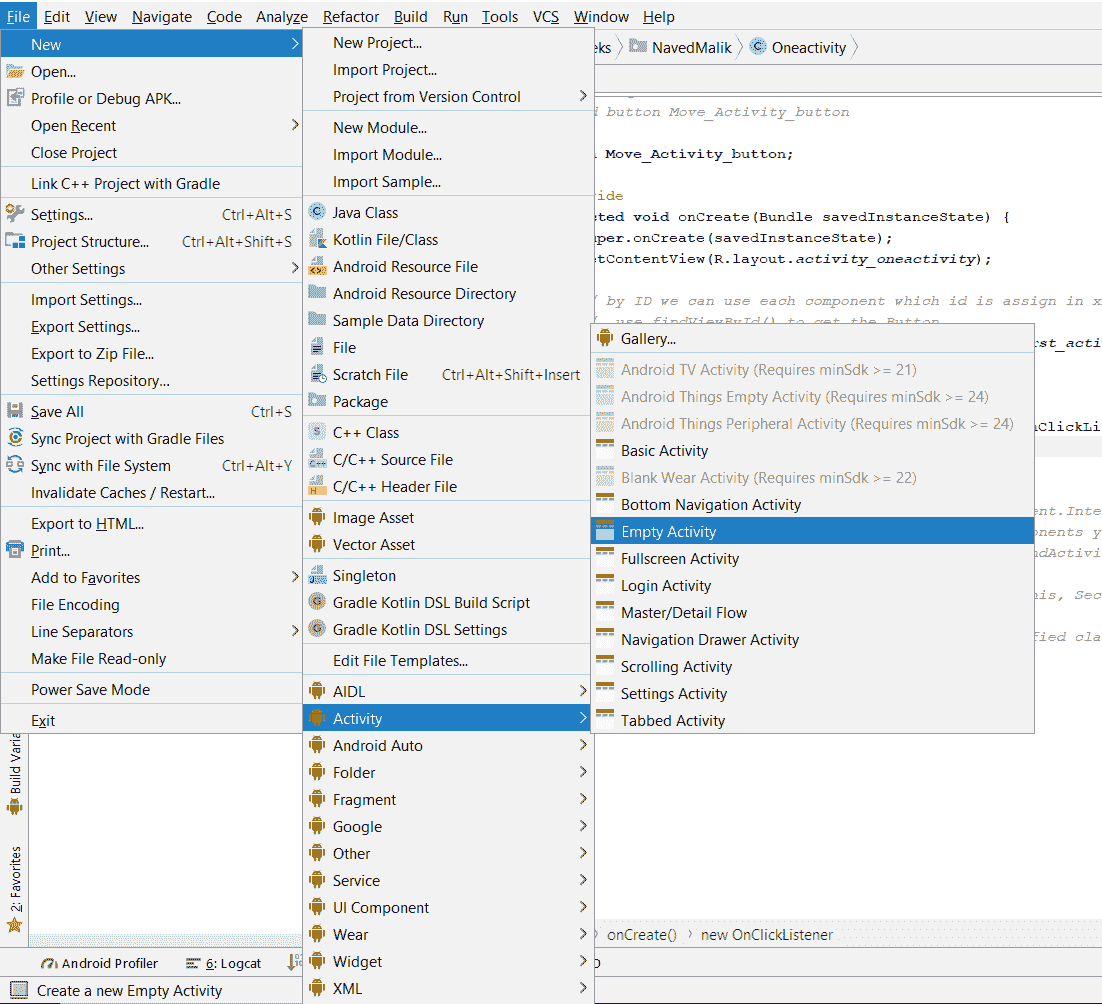 File Edit View Navigate Code Analyze Refactor Build Run Tools VCS Window Help
eks NavedMalik Oneactivity
New
Open...
Profile or Debug APK...
Open Recent
Close Project
Link C++ Project with Gradle
Settings... Ctrl+Alt+S
Project Structure... Ctrl+Alt+Shift+S
Other Settings
Import Settings...
Export Settings...
Export to Zip File...
Settings Repository...
Save All Ctrl+S
Sync Project with Gradle Files
Sync with File System Ctrl+Alt+Y
Invalidate Caches / Restart...
Export to HTML...
Print...
Add to Favorites
File Encoding
Line Separators
Make File Read-only
Power Save Mode
Exit
New Project...
Import Project...
Project from Version Control
New Module...
Import Module...
Import Sample...
Java Class
Kotlin File/Class
Android Resource File
Android Resource Directory
Sample Data Directory
File
Scratch File Ctrl+Alt+Shift+Insert
Package
C++ Class
C/C++ Source File
C/C++ Header File
Image Asset
Vector Asset
Singleton
Gradle Kotlin DSL Build Script
Gradle Kotlin DSL Settings
Edit File Templates...
AIDL
Activity
Android Auto
Folder
Fragment
Google
Other
Service
UI Component
Wear
Widget
XML
Gallery...
Android TV Activity (Requires minSdk >= 21)
Android Things Empty Activity (Requires minSdk >= 24)
Android Things Peripheral Activity (Requires minSdk >= 24)
Basic Activity
Blank Wear Activity (Requires minSdk >= 22)
Bottom Navigation Activity
Empty Activity
Fullscreen Activity
Login Activity
Master/Detail Flow
Navigation Drawer Activity
Scrolling Activity
Settings Activity
Tabbed Activity
d button Move_Activity_button
Move_Activity_button;
ide
cted void onCreate(Bundle savedInstanceState) {
uper.onCreate(savedInstanceState);
etContentView(R.layout.activity_oneactivity);
/ by ID we can use each component which id is assign in x
use findViewById() to get the Button
rst_acti
nClickLi
ent.Inte
onents y
ndActivi
his, Sec
fied cla
Build Varia
2: Favorites
onCreate() new OnClickListener
Android Profiler 6: Logcat
Create a new Empty Activity